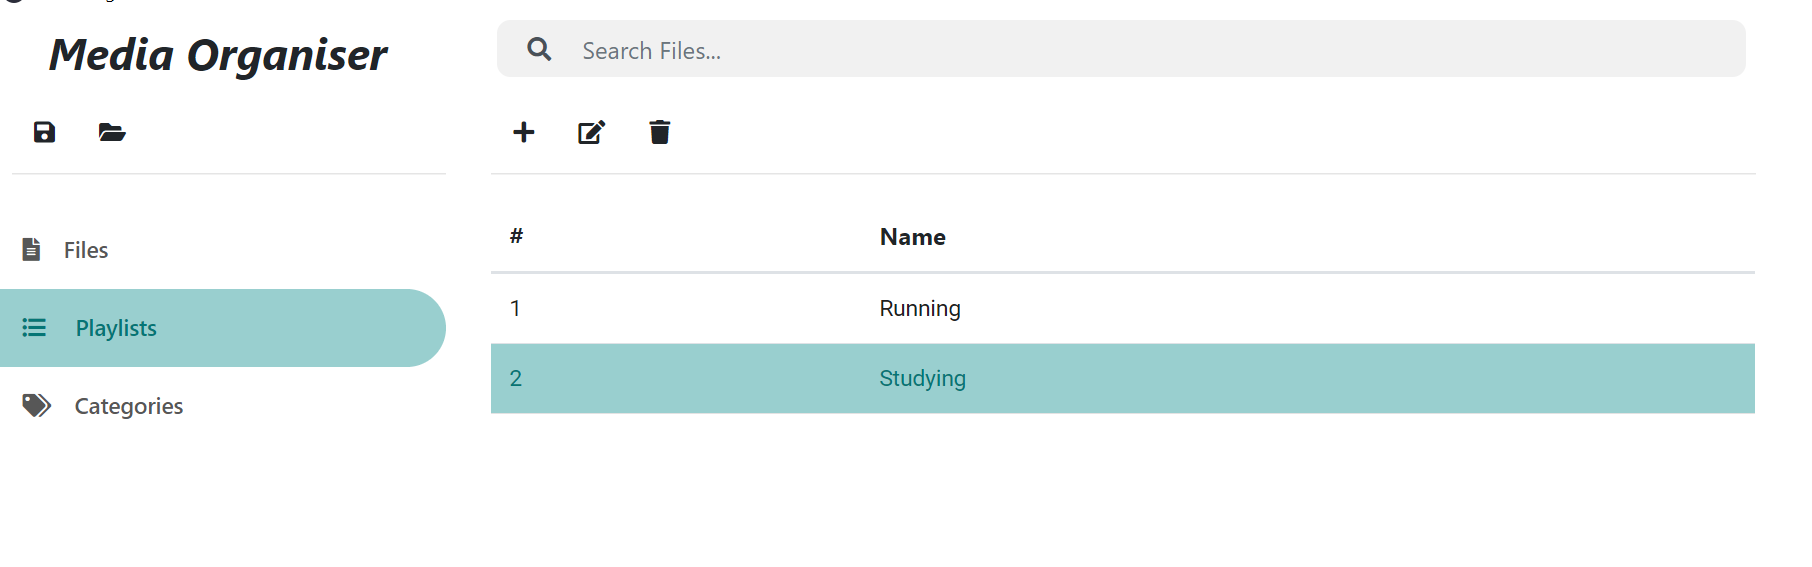 Media Organiser
Search Files...
Files
Playlists
Categories
# Name
1 Running
2 Studying